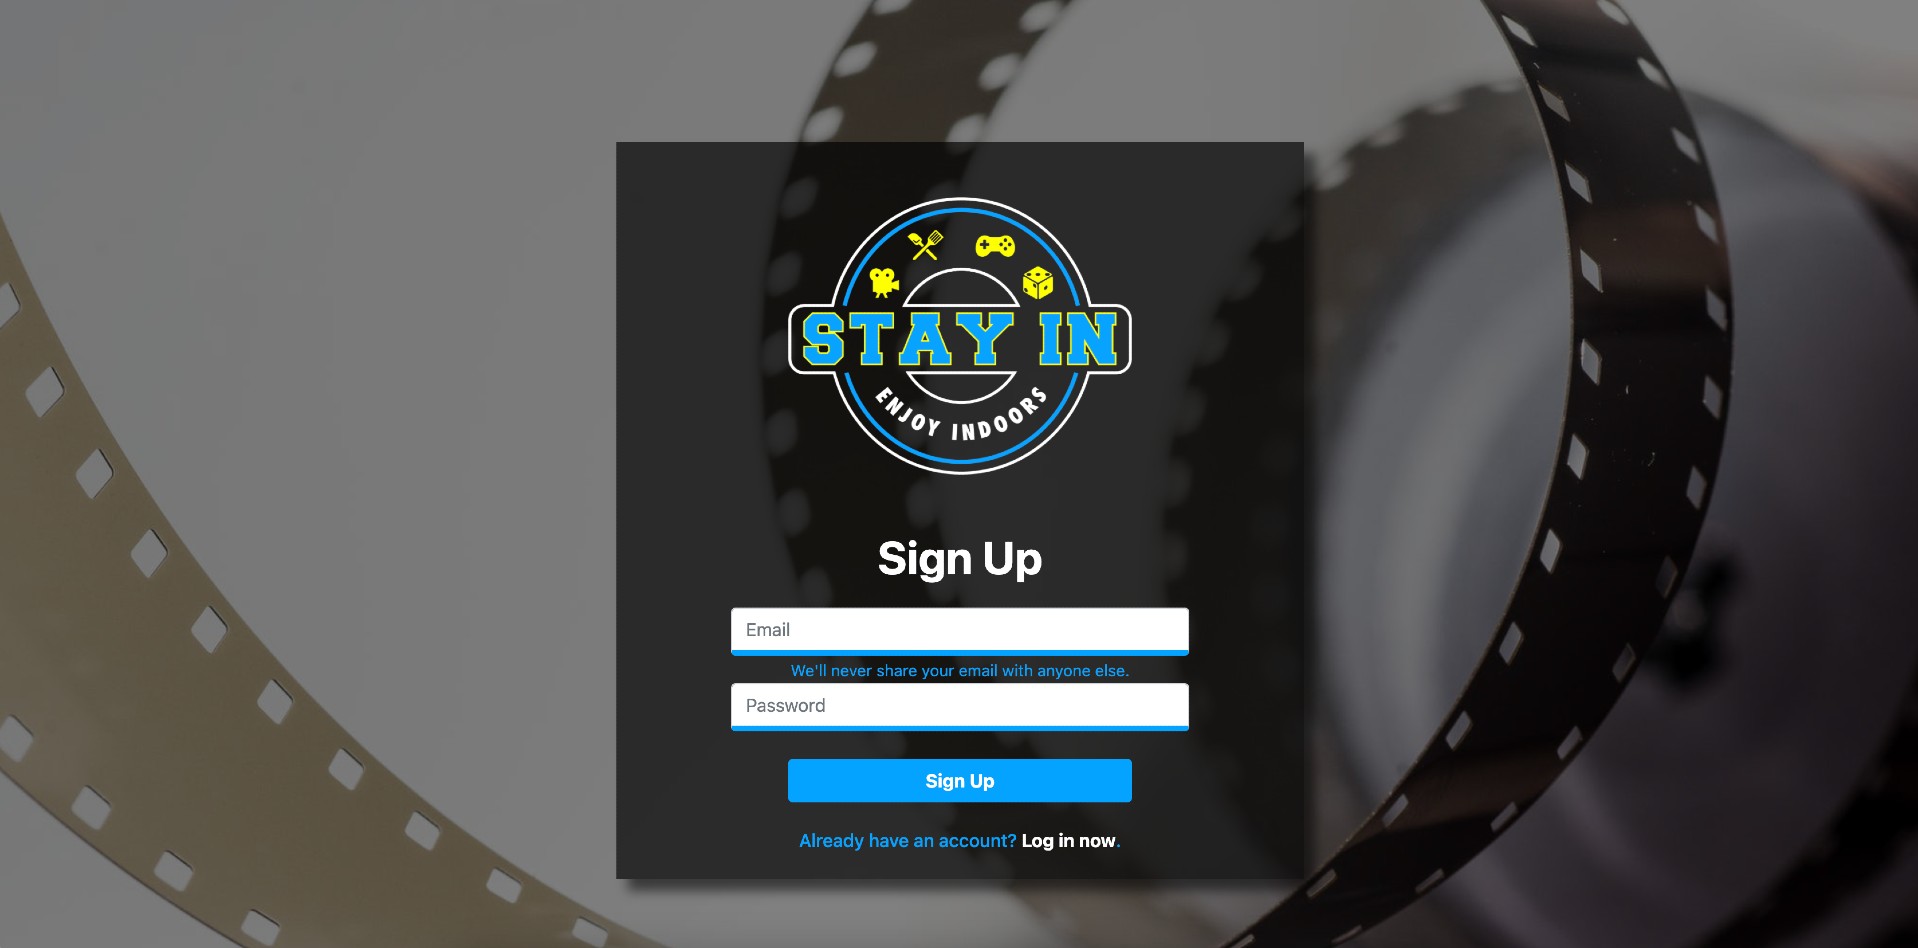 STAY IN
ENJOY INDOORS
Sign Up
Email
We'll never share your email with anyone else.
Password
Sign Up
Already have an account? Log in now.